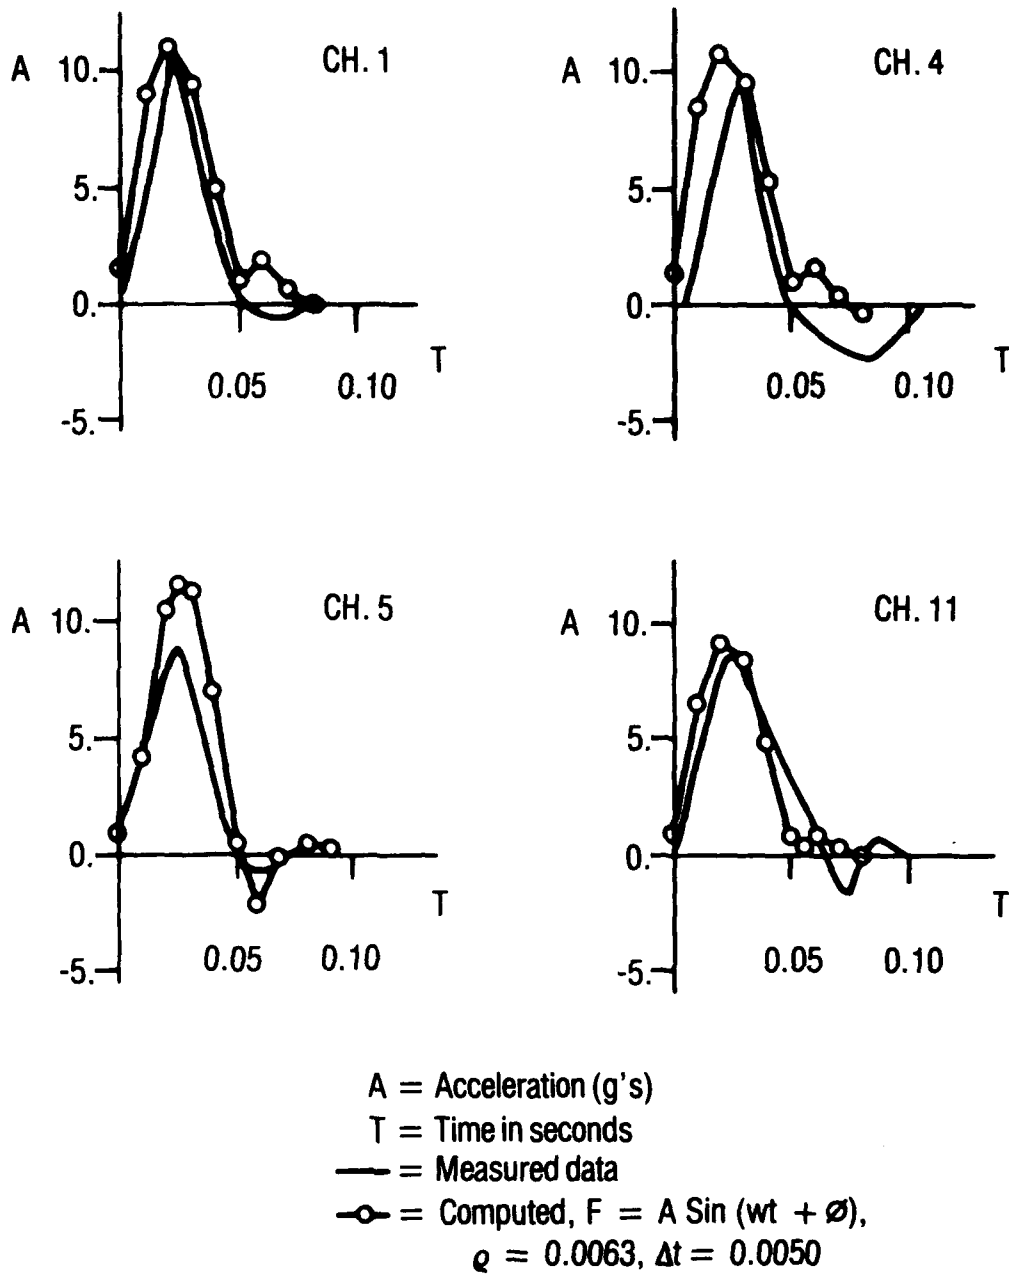 A 10. CH. 1
5.
0.
T
0.05 0.10
-5.
A 10. CH. 4
5.
0.
T
0.05 0.10
-5.
A 10. CH. 5
5.
0.
T
0.05 0.10
-5.
A 10. CH. 11
5.
0.
T
0.05 0.10
-5.
A = Acceleration (g's)
T = Time in seconds
= Measured data
= Computed, F = A Sin (wt + Ø),
ϱ = 0.0063, Δt = 0.0050